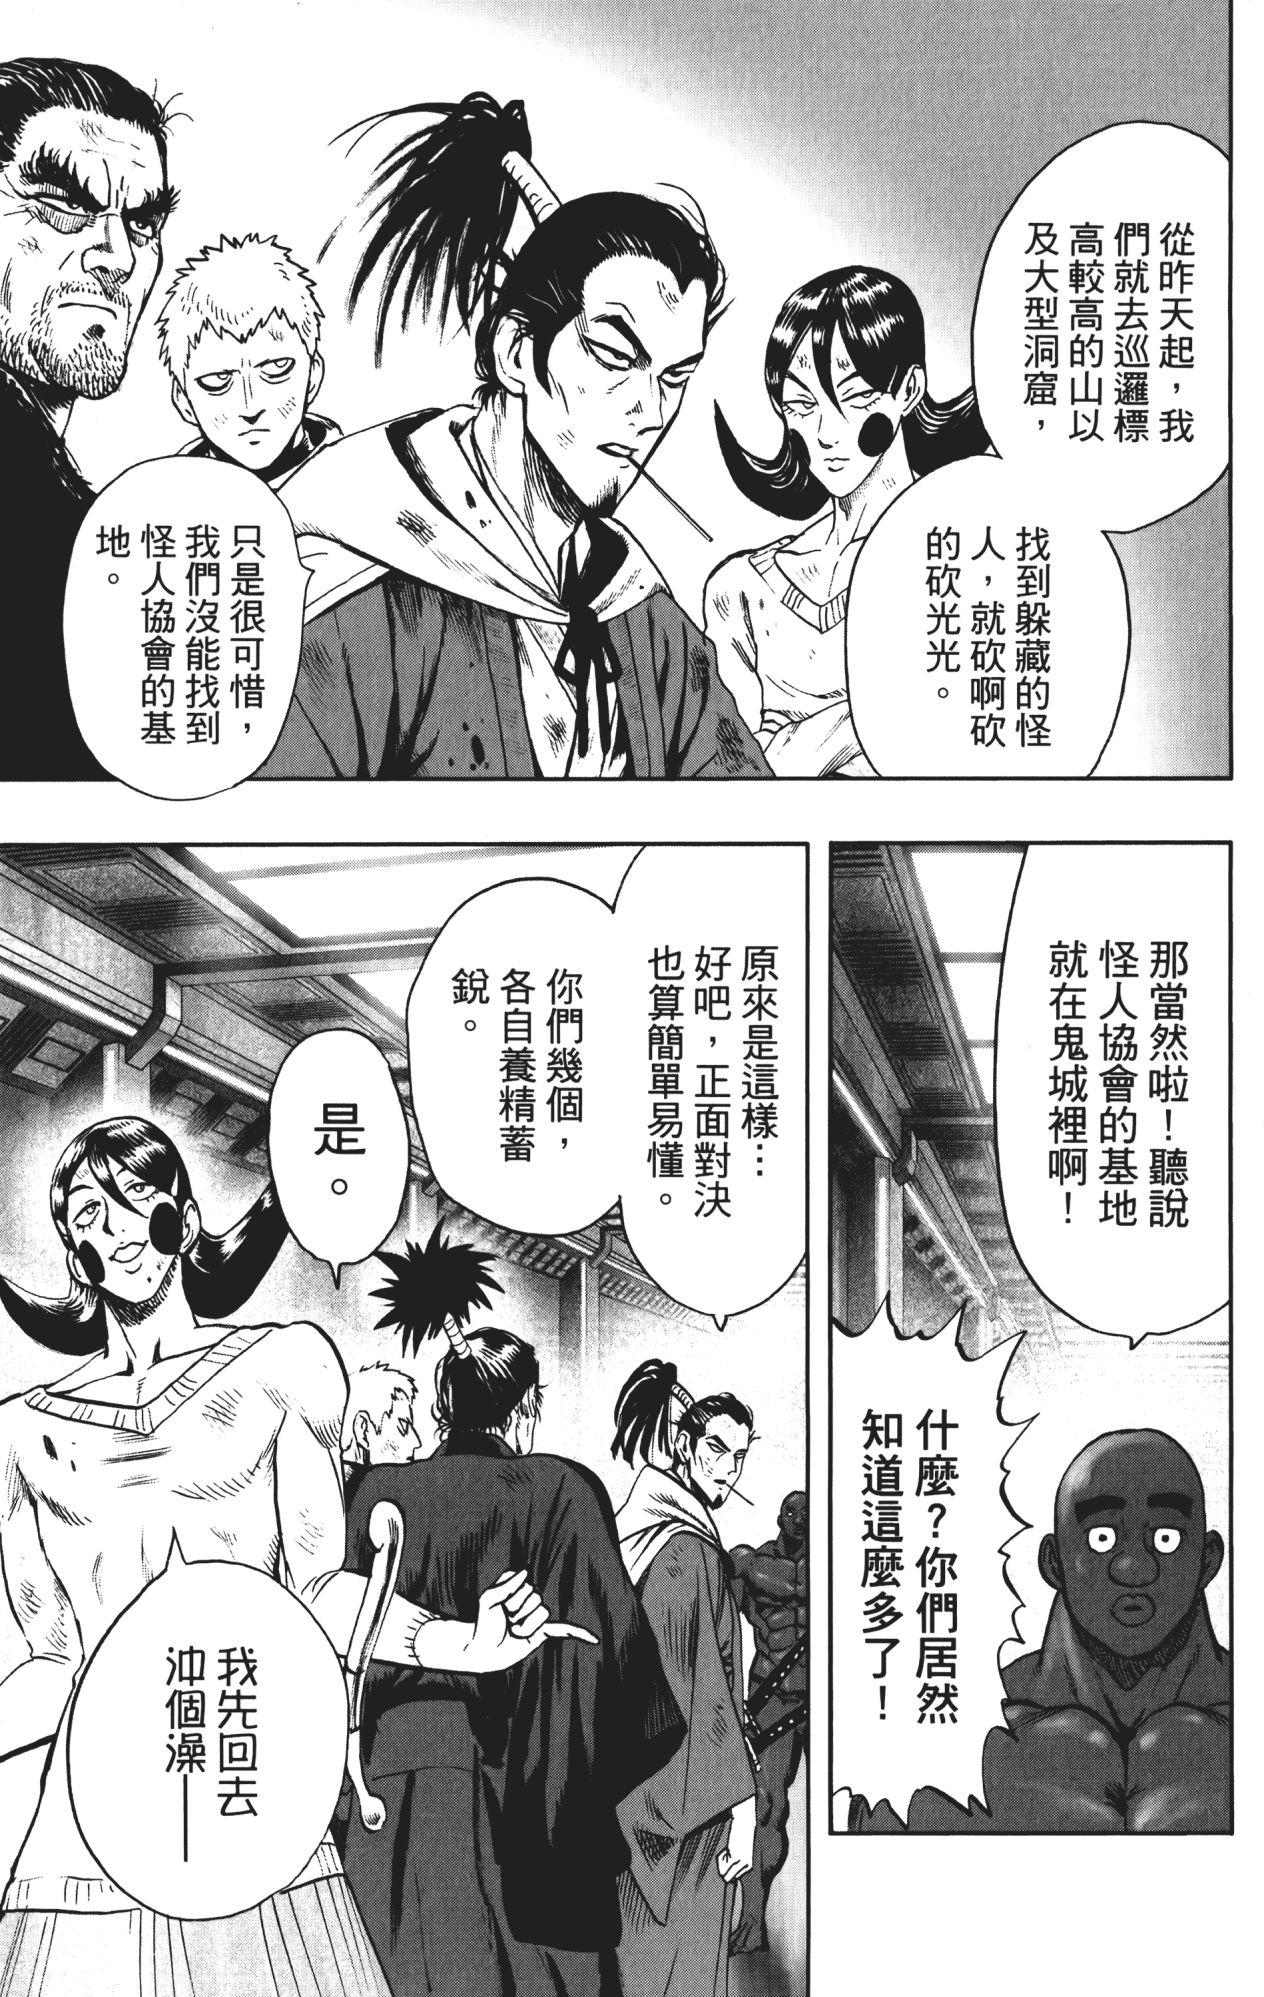 從昨天起，我
們就去巡邏標
高較高的山以
及大型洞窟，
找到躲藏的怪
人，就砍啊砍
的砍光光。
只是很可惜，
我們沒能找到
怪人協會的基
地。
那當然啦！聽說
怪人協會的基地
就在鬼城裡啊！
什麼？你們居然
知道這麼多了！
原來是這樣…
好吧，正面對決
也算簡單易懂。
你們幾個，
各自養精蓄
銳。
是。
我先回去
沖個澡——